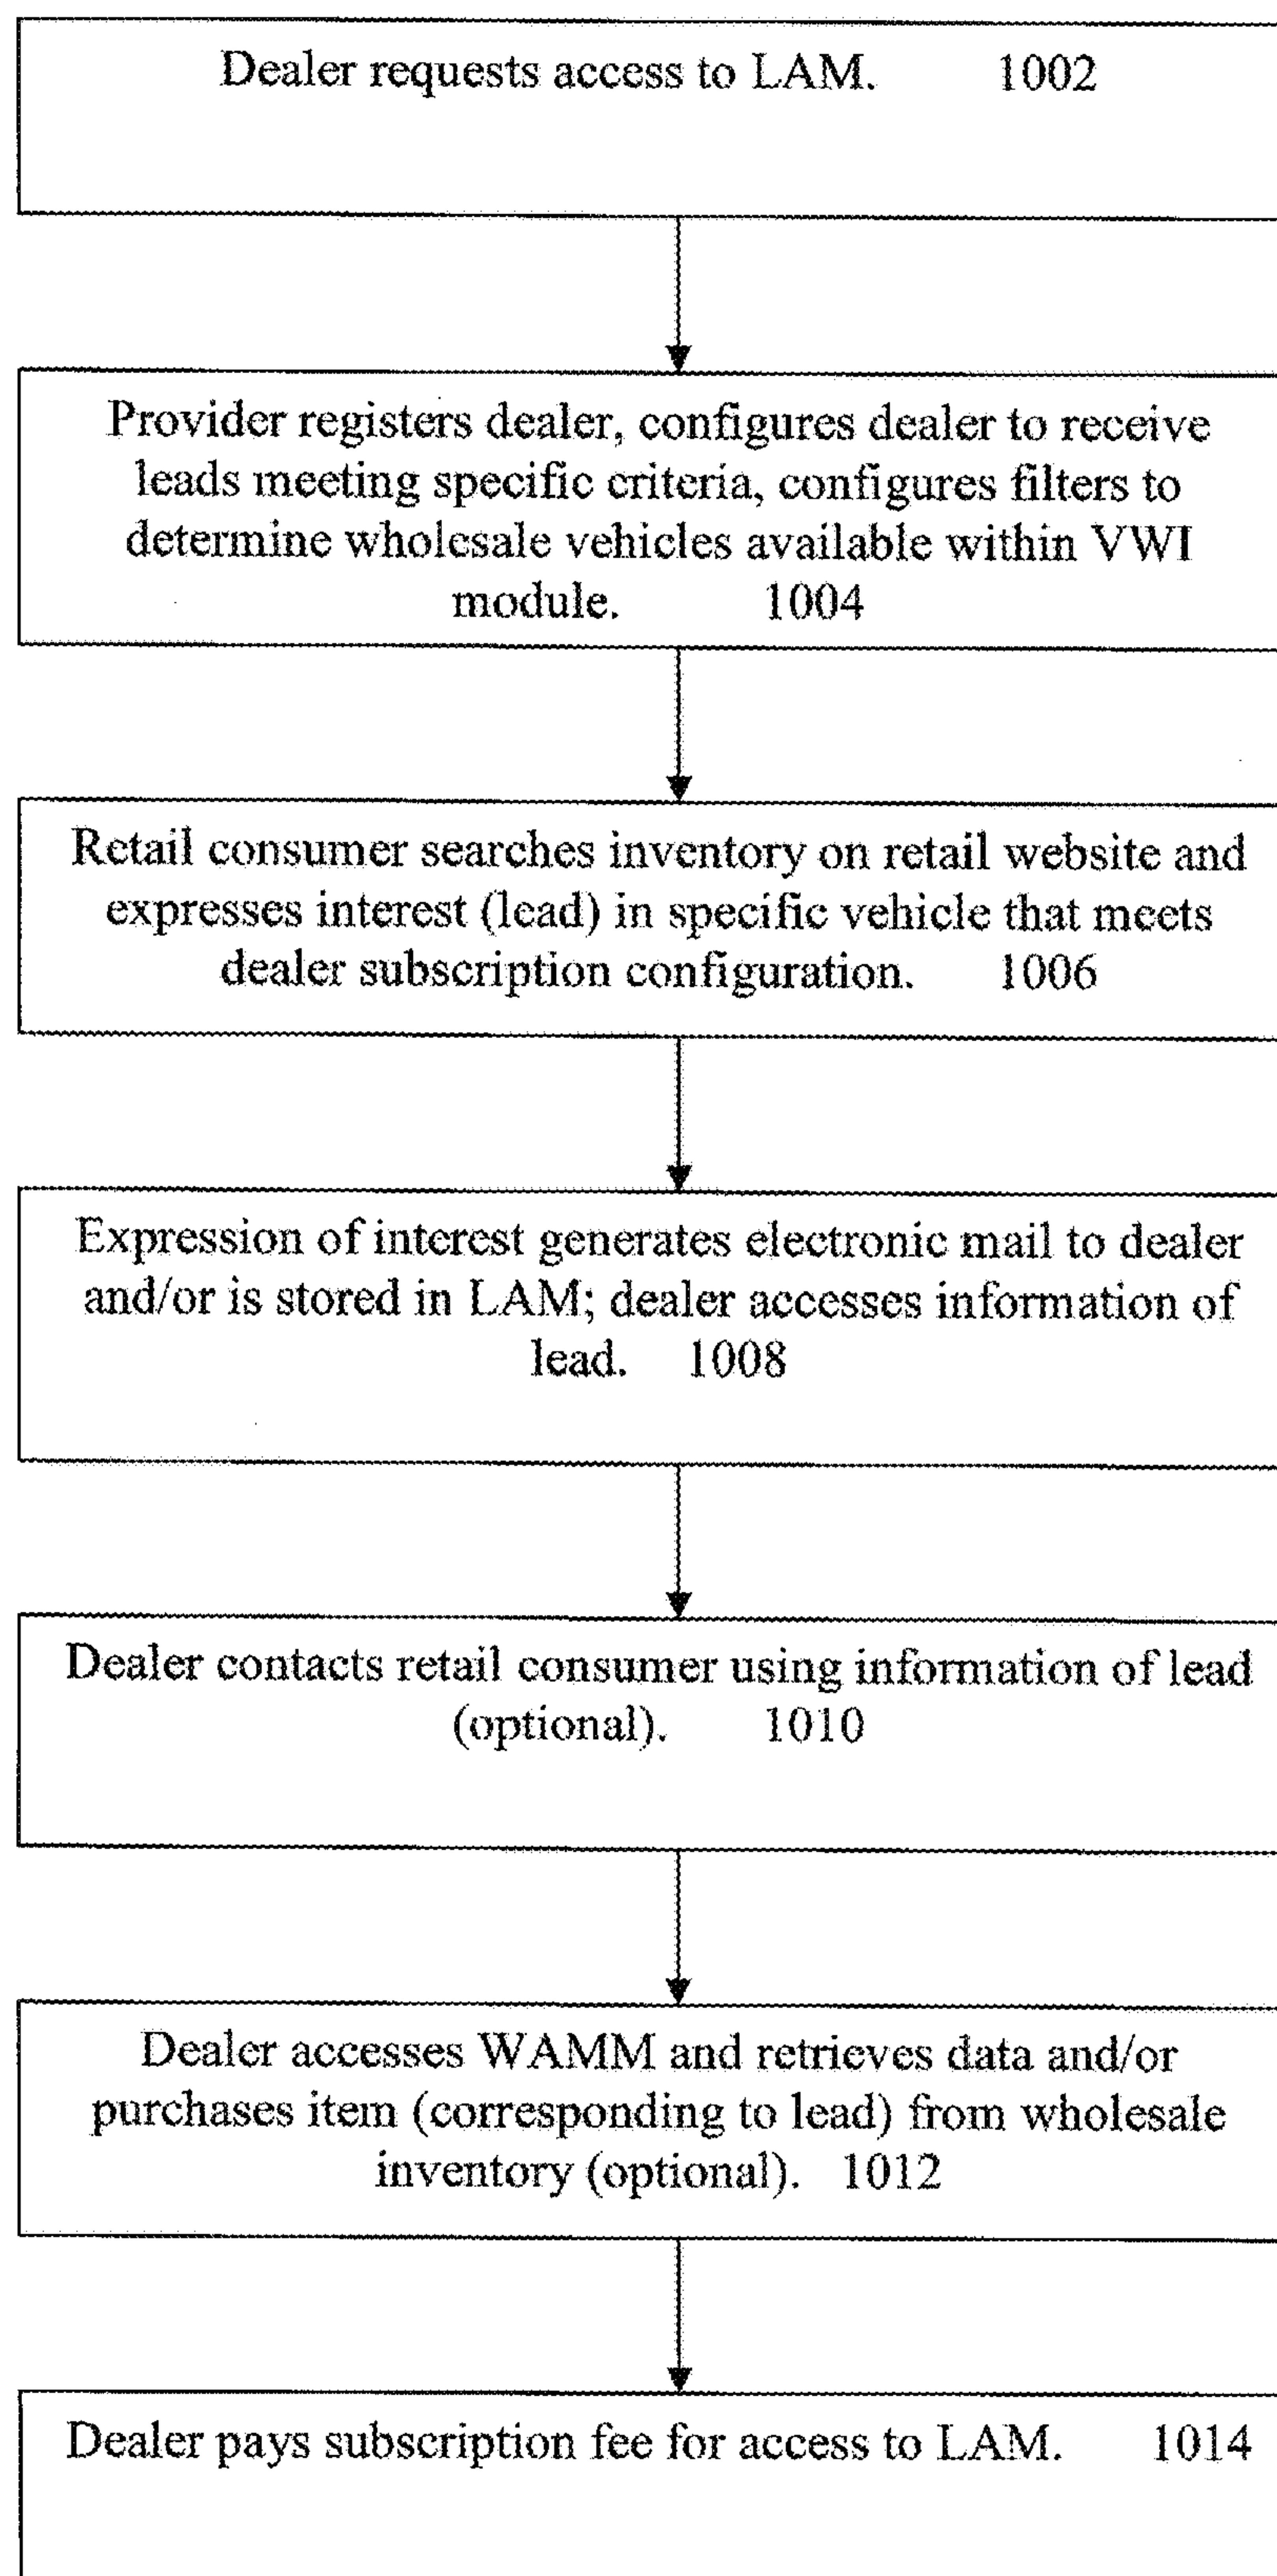 Dealer requests access to LAM. 1002
Provider registers dealer, configures dealer to receive
leads meeting specific criteria, configures filters to
determine wholesale vehicles available within VWI
module. 1004
Retail consumer searches inventory on retail website and
expresses interest (lead) in specific vehicle that meets
dealer subscription configuration. 1006
Expression of interest generates electronic mail to dealer
and/or is stored in LAM; dealer accesses information of
lead. 1008
Dealer contacts retail consumer using information of lead
(optional). 1010
Dealer accesses WAMM and retrieves data and/or
purchases item (corresponding to lead) from wholesale
inventory (optional). 1012
Dealer pays subscription fee for access to LAM. 1014